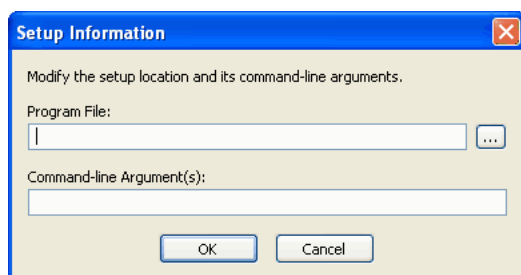 Setup Information
Modify the setup location and its command-line arguments.
Program File:
...
Command-line Argument(s):
OK Cancel